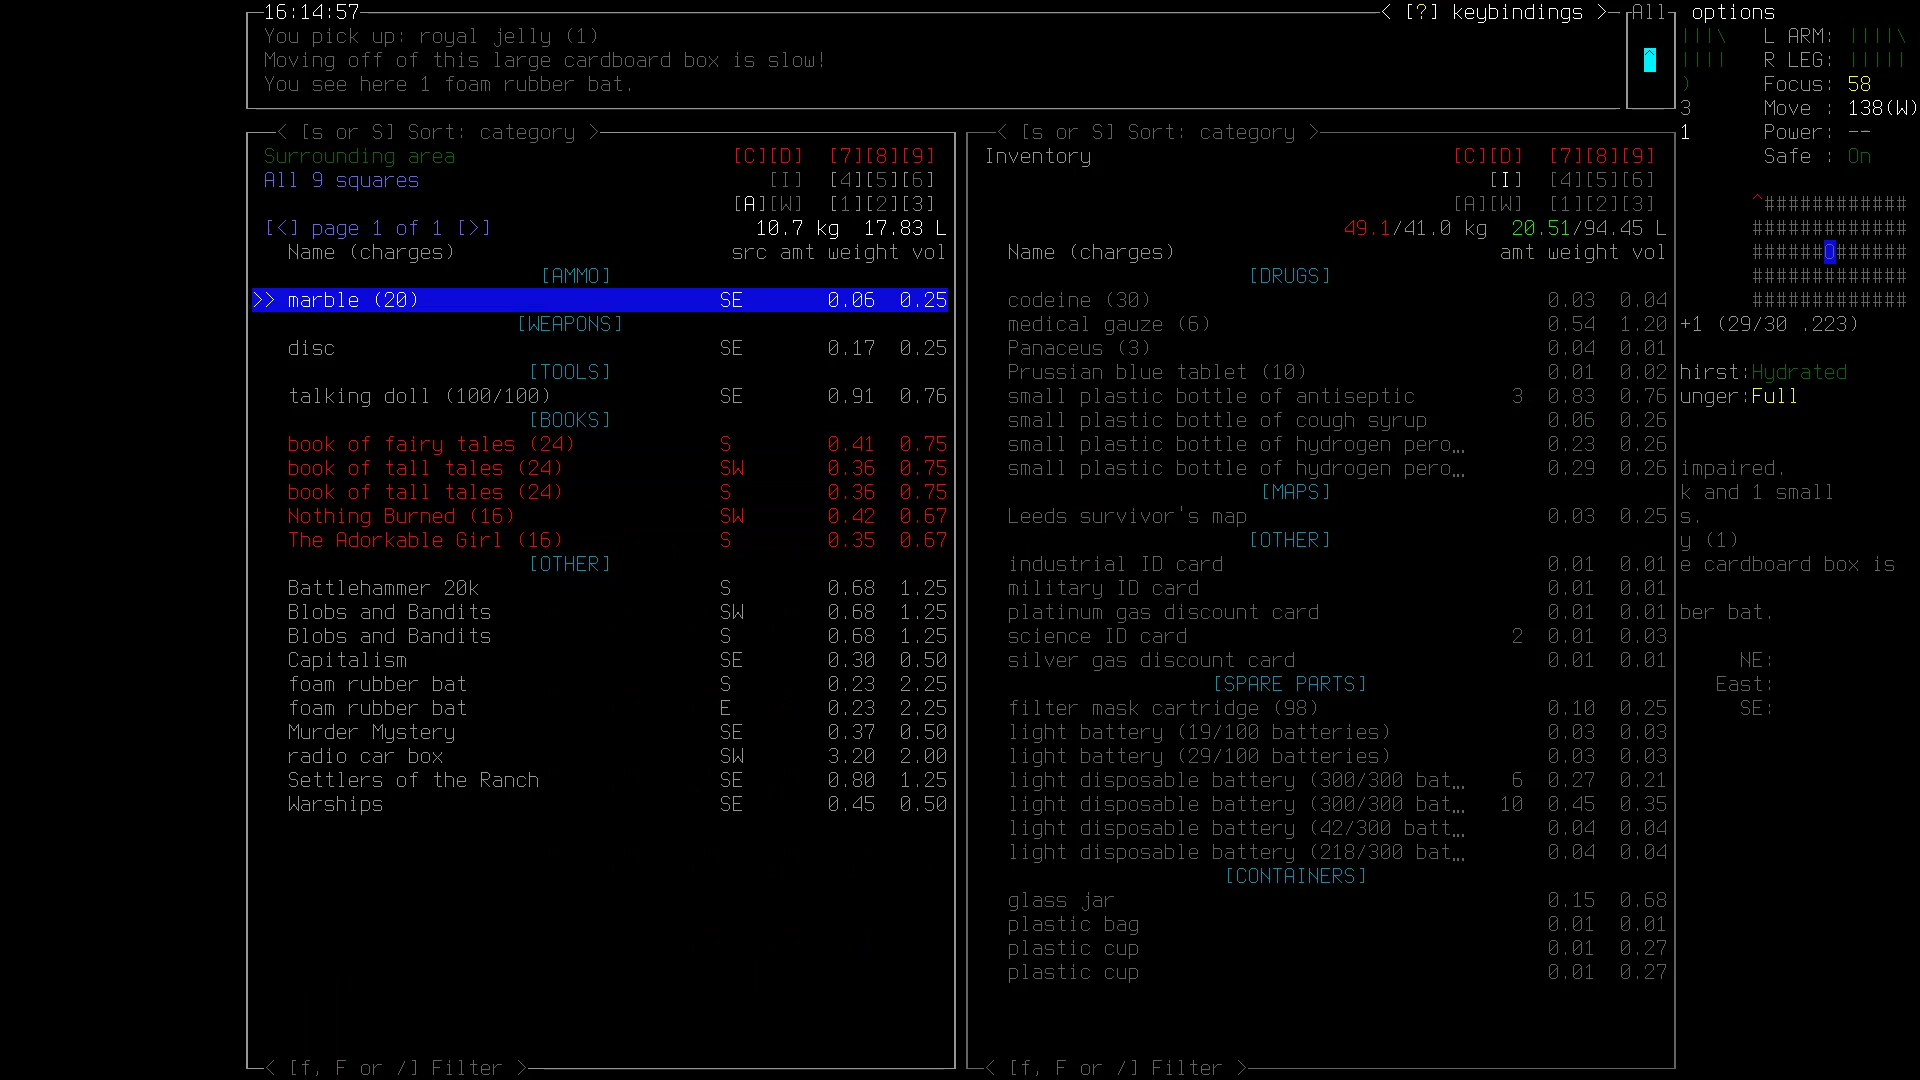 16:14:57 < [?] keybindings > All options
You pick up: royal jelly (1)
Moving off of this large cardboard box is slow!
You see here 1 foam rubber bat.
^
|||\ L ARM: ||||\
|||| R LEG: |||||
) Focus: 58
3 Move : 138(W)
1 Power: --
Safe : On
< [s or S] Sort: category >
Surrounding area [C][D] [7][8][9]
All 9 squares [I] [4][5][6]
[A][W] [1][2][3]
[<] page 1 of 1 [>] 10.7 kg 17.83 L
Name (charges) src amt weight vol
[AMMO]
>> marble (20) SE 0.06 0.25
[WEAPONS]
disc SE 0.17 0.25
[TOOLS]
talking doll (100/100) SE 0.91 0.76
[BOOKS]
book of fairy tales (24) S 0.41 0.75
book of tall tales (24) SW 0.36 0.75
book of tall tales (24) S 0.36 0.75
Nothing Burned (16) SW 0.42 0.67
The Adorkable Girl (16) S 0.35 0.67
[OTHER]
Battlehammer 20k S 0.68 1.25
Blobs and Bandits SW 0.68 1.25
Blobs and Bandits S 0.68 1.25
Capitalism SE 0.30 0.50
foam rubber bat S 0.23 2.25
foam rubber bat E 0.23 2.25
Murder Mystery SE 0.37 0.50
radio car box SW 3.20 2.00
Settlers of the Ranch SE 0.80 1.25
Warships SE 0.45 0.50
< [f, F or /] Filter >
< [s or S] Sort: category >
Inventory [C][D] [7][8][9]
[I] [4][5][6]
[A][W] [1][2][3]
49.1/41.0 kg 20.51/94.45 L
Name (charges) amt weight vol
[DRUGS]
codeine (30) 0.03 0.04
medical gauze (6) 0.54 1.20
Panaceus (3) 0.04 0.01
Prussian blue tablet (10) 0.01 0.02
small plastic bottle of antiseptic 3 0.83 0.76
small plastic bottle of cough syrup 0.06 0.26
small plastic bottle of hydrogen pero… 0.23 0.26
small plastic bottle of hydrogen pero… 0.29 0.26
[MAPS]
Leeds survivor's map 0.03 0.25
[OTHER]
industrial ID card 0.01 0.01
military ID card 0.01 0.01
platinum gas discount card 0.01 0.01
science ID card 2 0.01 0.03
silver gas discount card 0.01 0.01
[SPARE PARTS]
filter mask cartridge (98) 0.10 0.25
light battery (19/100 batteries) 0.03 0.03
light battery (29/100 batteries) 0.03 0.03
light disposable battery (300/300 bat… 6 0.27 0.21
light disposable battery (300/300 bat… 10 0.45 0.35
light disposable battery (42/300 batt… 0.04 0.04
light disposable battery (218/300 bat… 0.04 0.04
[CONTAINERS]
glass jar 0.15 0.68
plastic bag 0.01 0.01
plastic cup 0.01 0.27
plastic cup 0.01 0.27
< [f, F or /] Filter >
^############
#############
######0######
#############
#############
+1 (29/30 .223)
hirst:Hydrated
unger:Full
impaired.
k and 1 small
s.
y (1)
e cardboard box is
ber bat.
NE:
East:
SE: